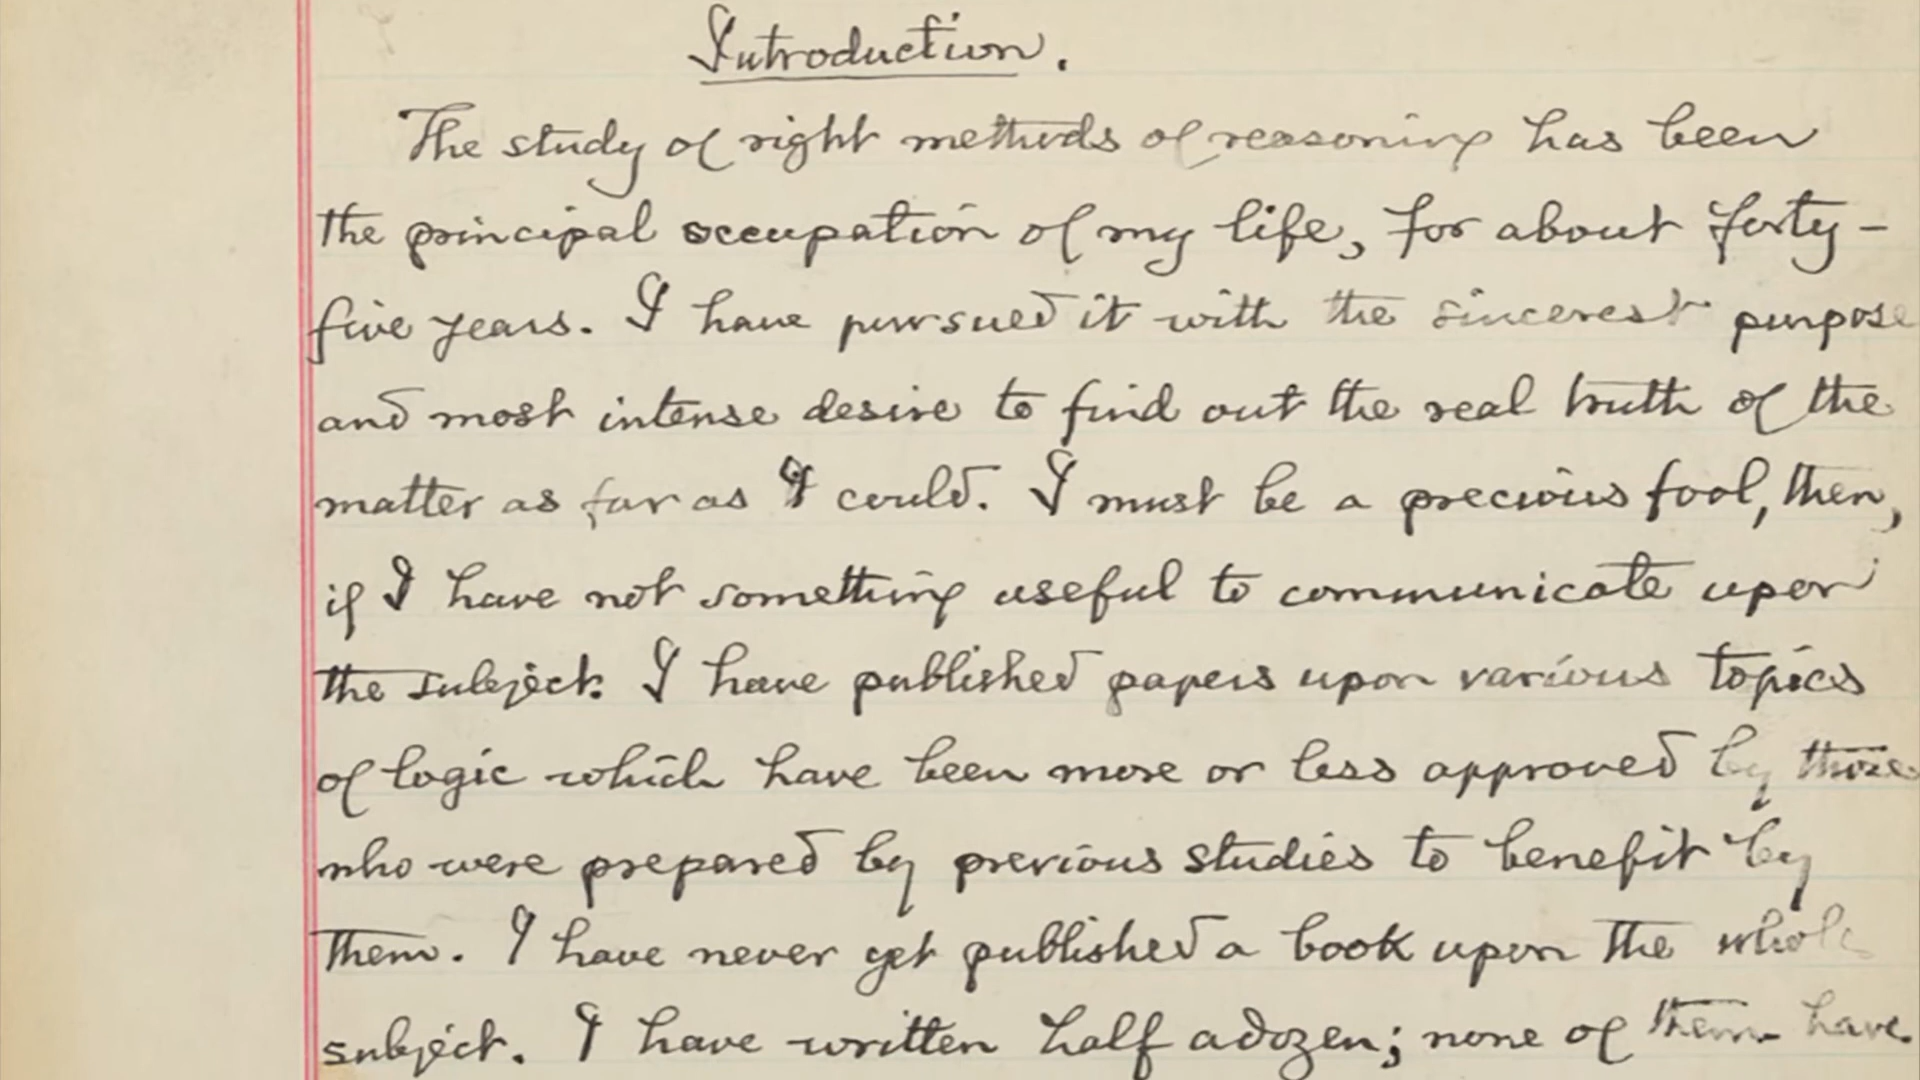 Introduction.
The study of right methods of reasoning has been
the principal occupation of my life, for about forty-
five years. I have pursued it with the sincerest purpose
and most intense desire to find out the real truth of the
matter as far as I could. I must be a precious fool, then,
if I have not something useful to communicate upon
the subject. I have published papers upon various topics
of logic which have been more or less approved by those
who were prepared by previous studies to benefit by
them. I have never yet published a book upon the whole
subject. I have written half a dozen; none of them have